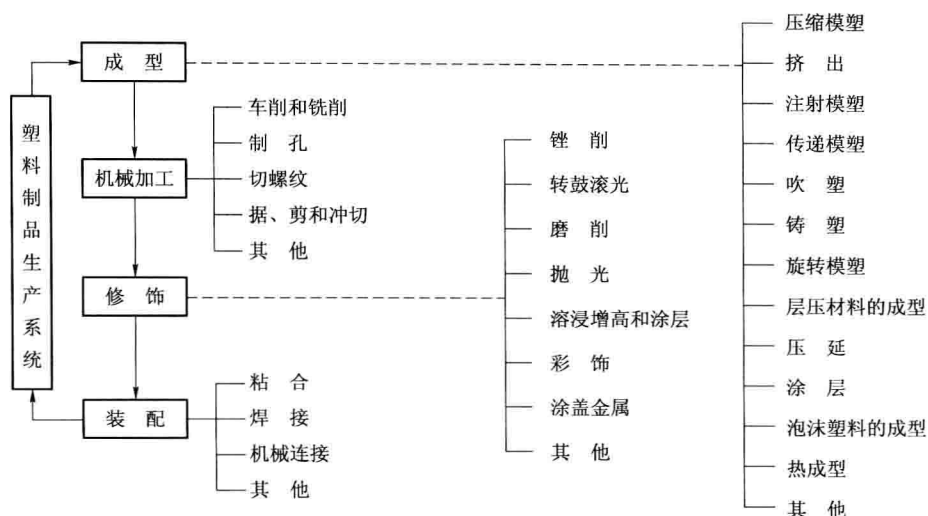 塑料制品生产系统
成 型
压缩模塑
挤 出
注射模塑
传递模塑
吹 塑
铸 塑
旋转模塑
层压材料的成型
压 延
涂 层
泡沫塑料的成型
热成型
其 他
机械加工
车削和铣削
制 孔
切螺纹
据、剪和冲切
其 他
修 饰
锉 削
转鼓滚光
磨 削
抛 光
溶浸增高和涂层
彩 饰
涂盖金属
其 他
装 配
粘 合
焊 接
机械连接
其 他